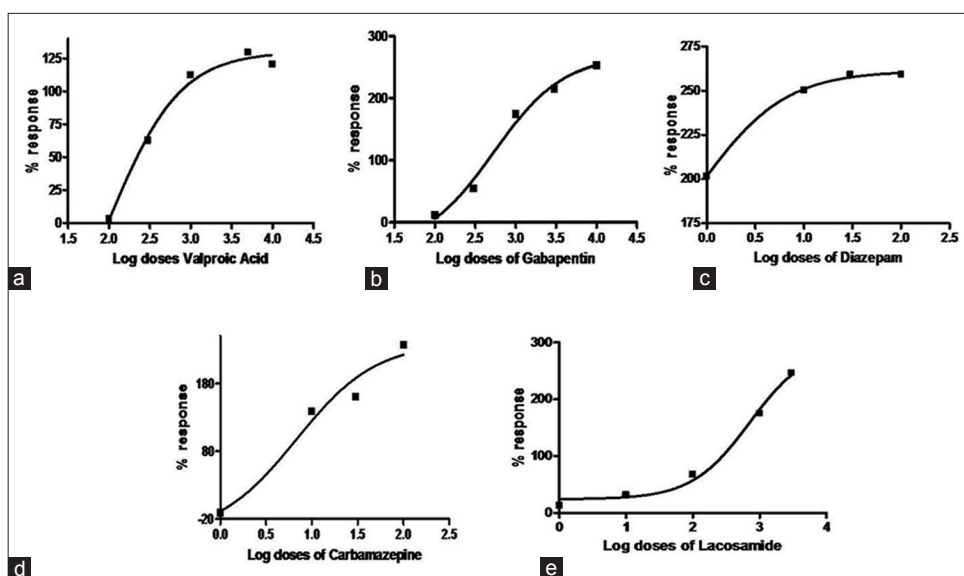 125
100
75
50
25
0
% response
1.5 2.0 2.5 3.0 3.5 4.0 4.5
Log doses Valproic Acid
a
300
200
100
0
% response
1.5 2.0 2.5 3.0 3.5 4.0 4.5
Log doses of Gabapentin
b
275
250
225
200
175
% response
0.0 0.5 1.0 1.5 2.0 2.5
Log doses of Diazepam
c
180
80
-20
% response
0.0 0.5 1.0 1.5 2.0 2.5
Log doses of Carbamazepine
d
300
200
100
0
% response
0 1 2 3 4
Log doses of Lacosamide
e